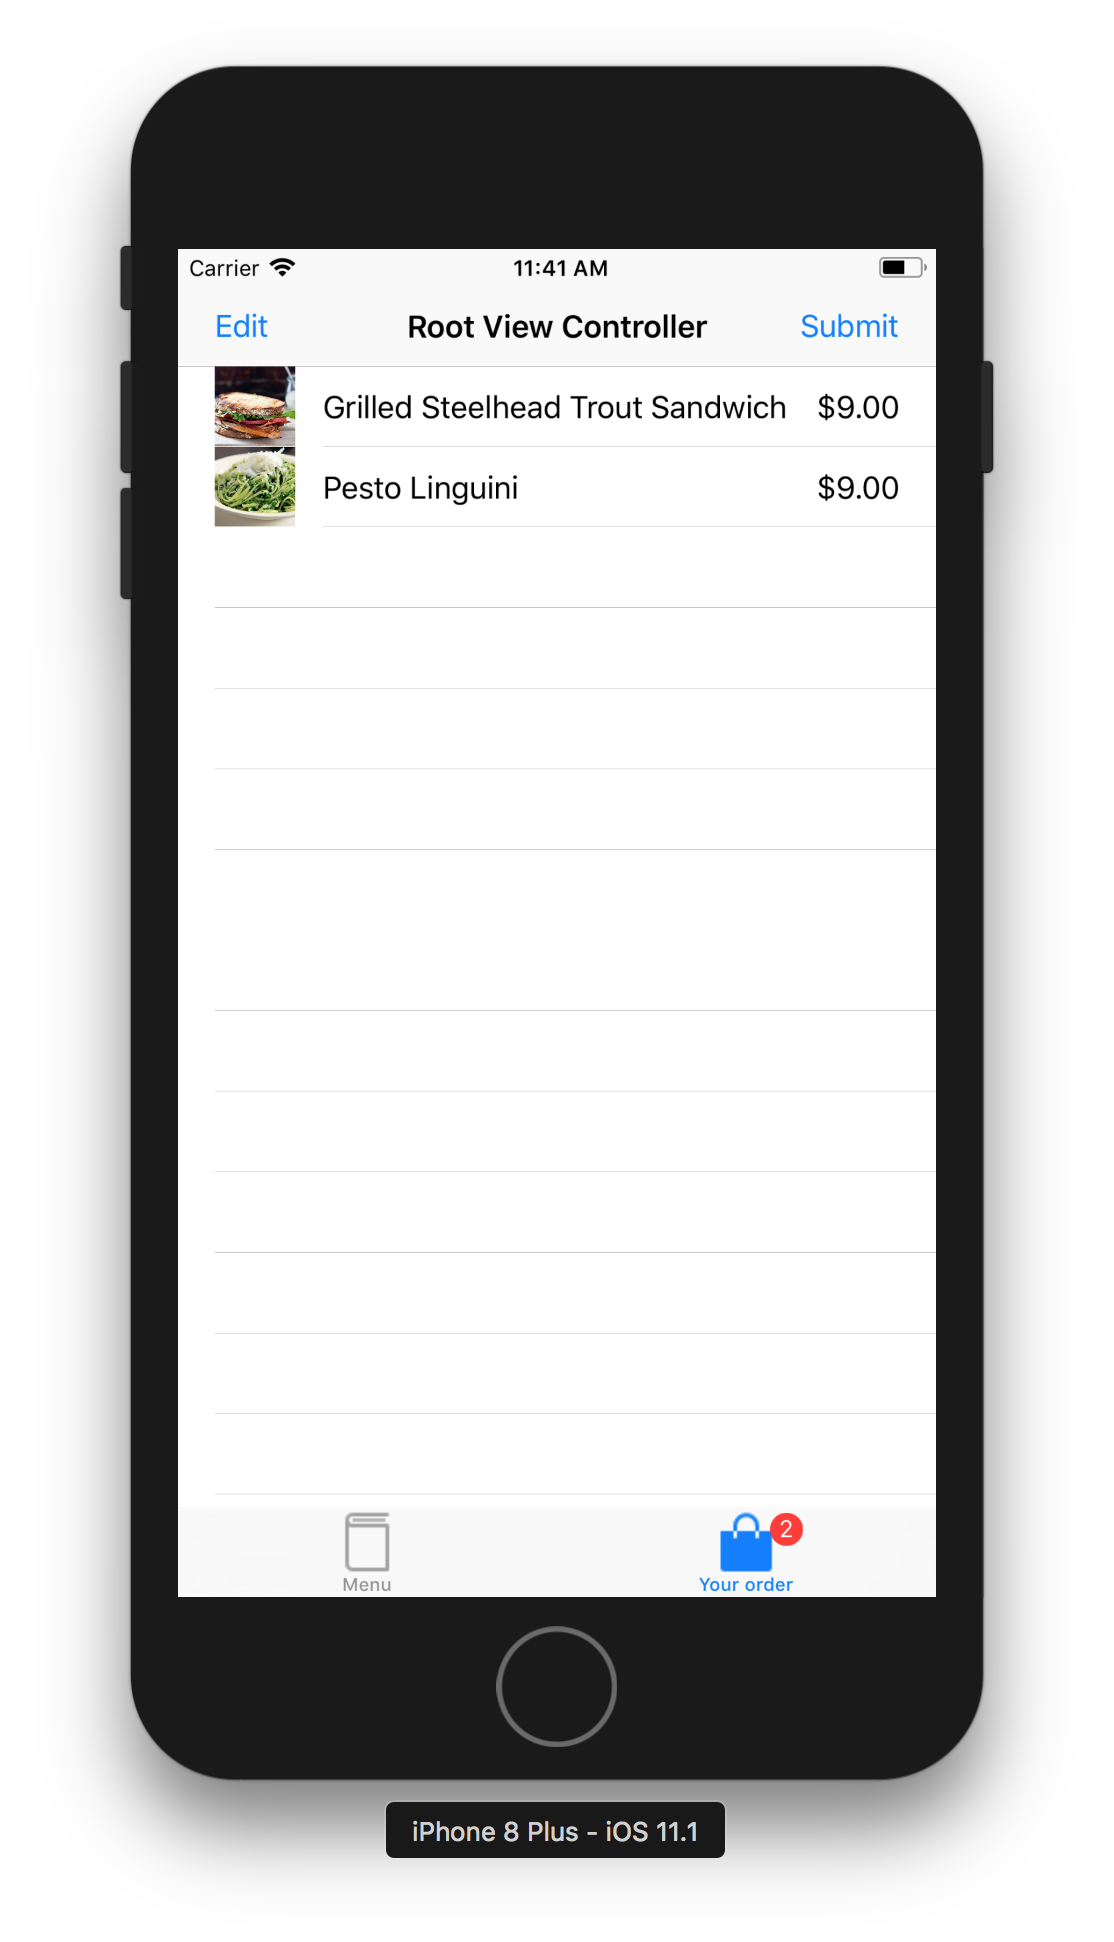 Carrier 11:41 AM
Edit Root View Controller Submit
Grilled Steelhead Trout Sandwich $9.00
Pesto Linguini $9.00
2
Menu Your order
iPhone 8 Plus - iOS 11.1